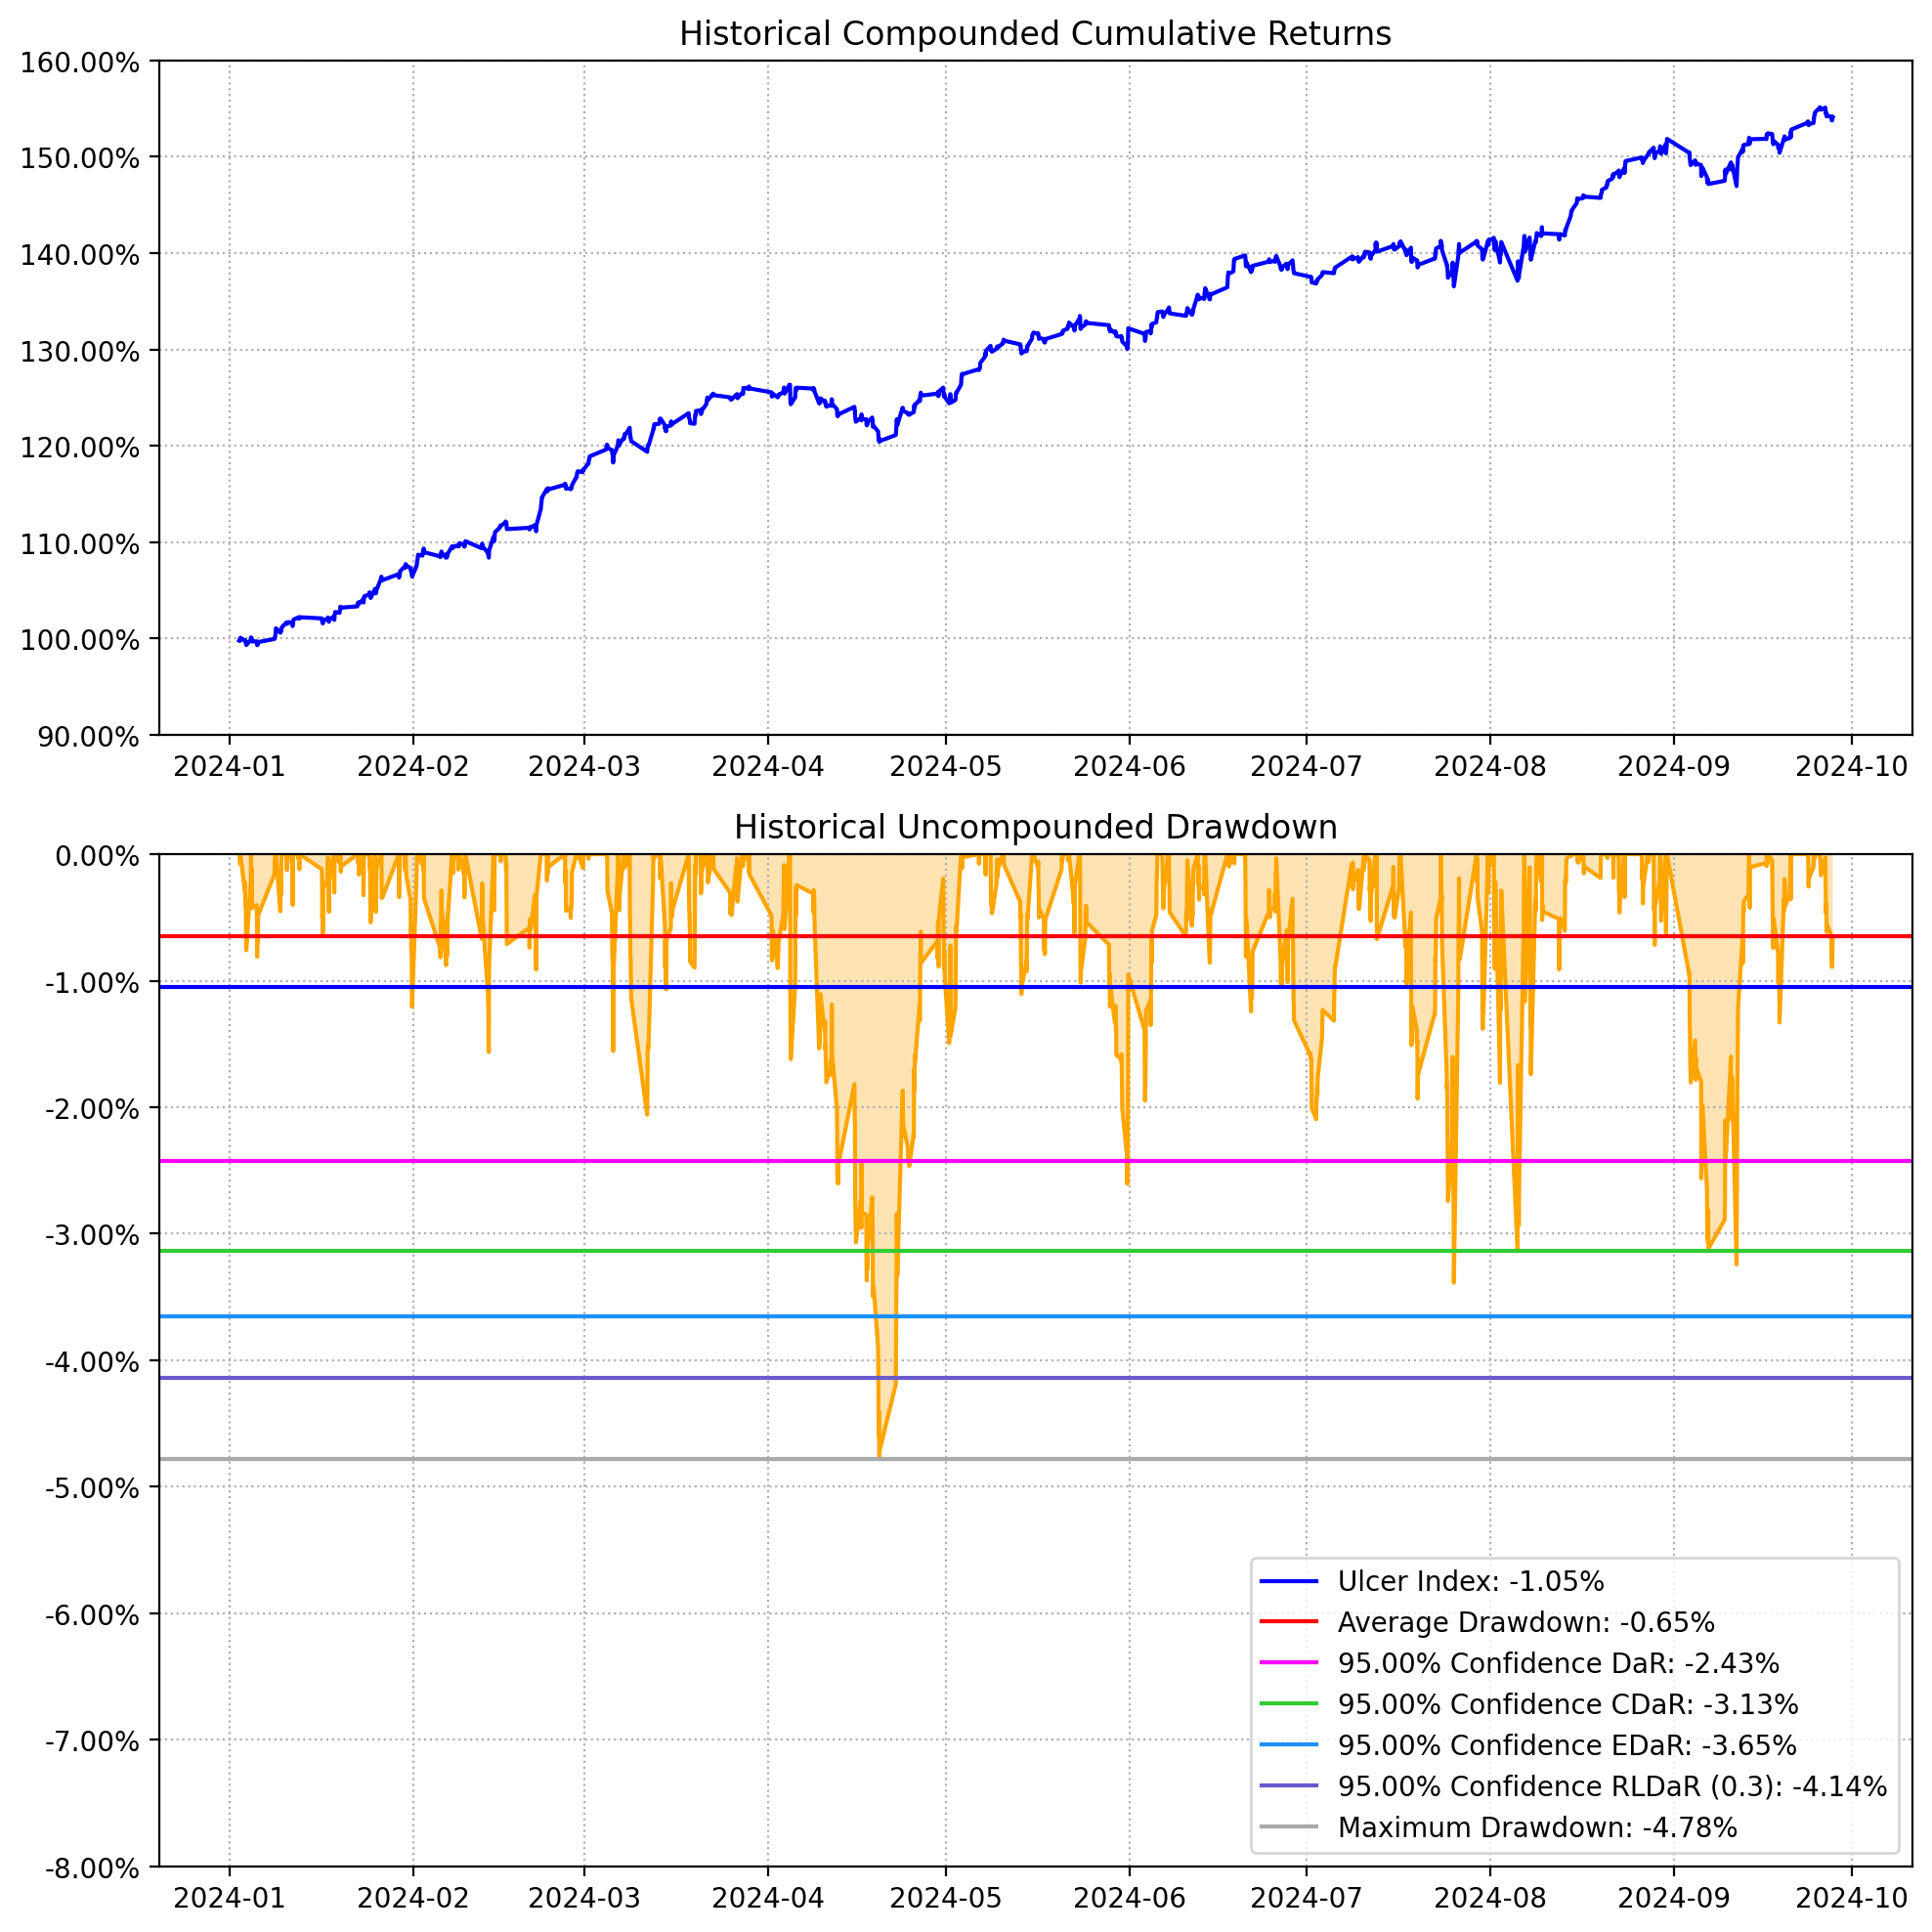 Historical Compounded Cumulative Returns
160.00%
150.00%
140.00%
130.00%
120.00%
110.00%
100.00%
90.00%
2024-01 2024-02 2024-03 2024-04 2024-05 2024-06 2024-07 2024-08 2024-09 2024-10
Historical Uncompounded Drawdown
0.00%
-1.00%
-2.00%
-3.00%
-4.00%
-5.00%
-6.00%
-7.00%
-8.00%
Ulcer Index: -1.05%
Average Drawdown: -0.65%
95.00% Confidence DaR: -2.43%
95.00% Confidence CDaR: -3.13%
95.00% Confidence EDaR: -3.65%
95.00% Confidence RLDaR (0.3): -4.14%
Maximum Drawdown: -4.78%
2024-01 2024-02 2024-03 2024-04 2024-05 2024-06 2024-07 2024-08 2024-09 2024-10